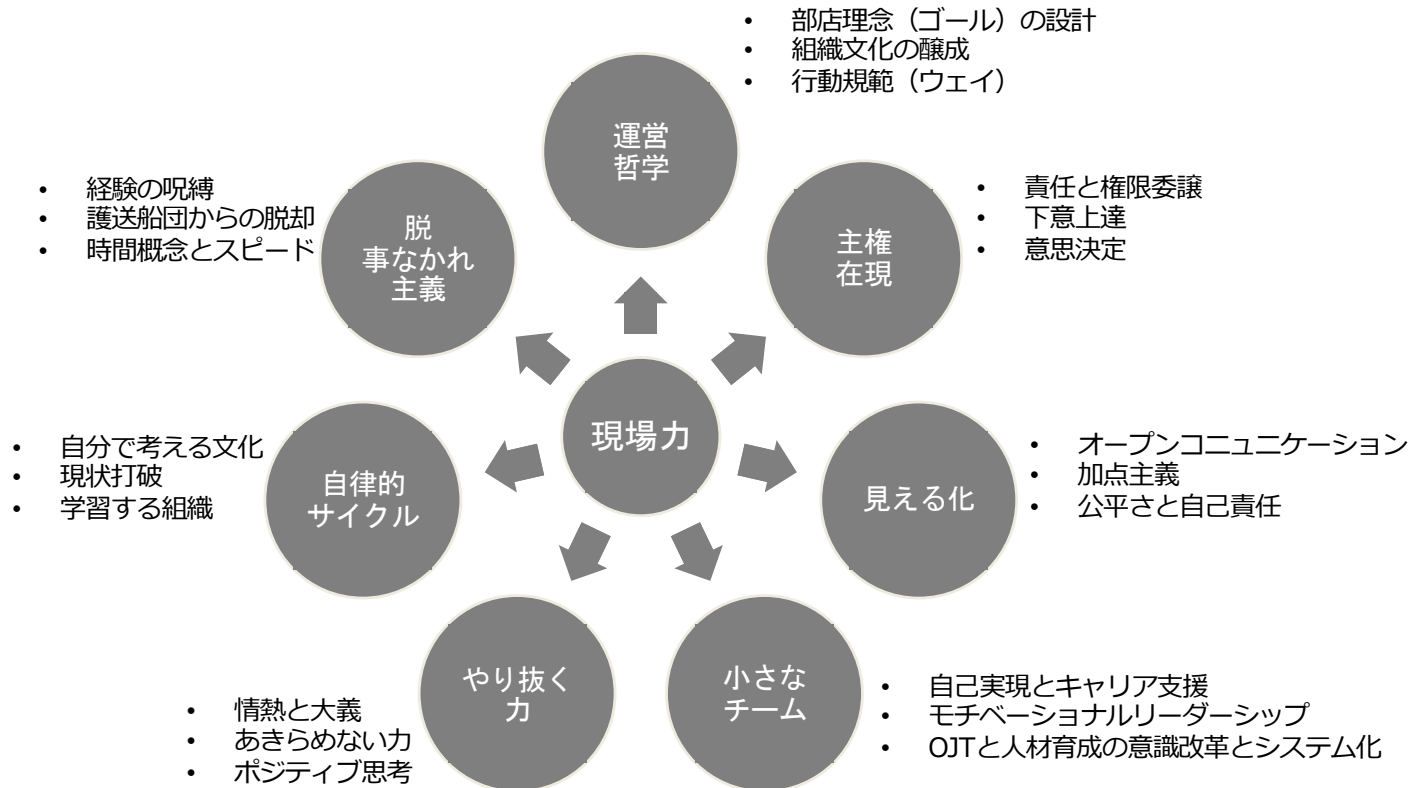 • 部店理念（ゴール）の設計
• 組織文化の醸成
• 行動規範（ウェイ）
運営
哲学
• 経験の呪縛
• 護送船団からの脱却
• 時間概念とスピード
脱
事なかれ
主義
主権
在現
• 責任と権限委譲
• 下意上達
• 意思決定
現場力
• 自分で考える文化
• 現状打破
• 学習する組織
自律的
サイクル
見える化
• オープンコニュニケーション
• 加点主義
• 公平さと自己責任
• 情熱と大義
• あきらめない力
• ポジティブ思考
やり抜く
力
小さな
チーム
• 自己実現とキャリア支援
• モチベーショナルリーダーシップ
• OJTと人材育成の意識改革とシステム化